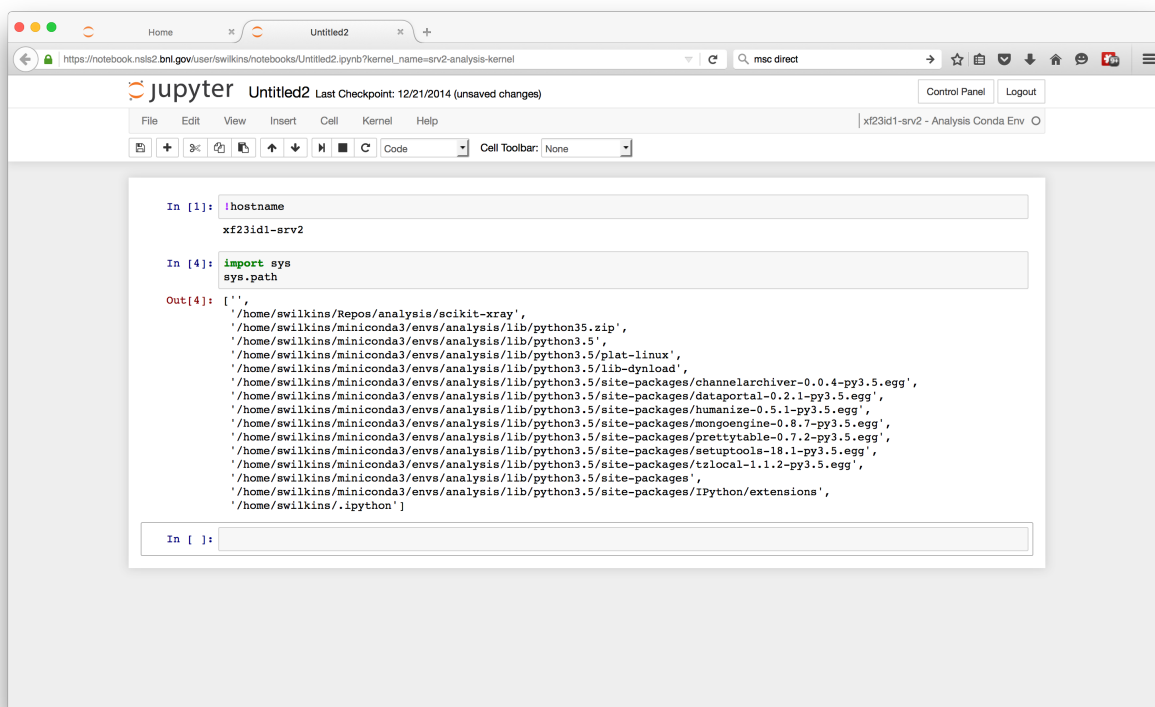 Home
Untitled2
https://notebook.nsls2.bnl.gov/user/swilkins/notebooks/Untitled2.ipynb?kernel_name=srv2-analysis-kernel
msc direct
jupyter Untitled2 Last Checkpoint: 12/21/2014 (unsaved changes)
Control Panel Logout
File Edit View Insert Cell Kernel Help
xf23id1-srv2 - Analysis Conda Env
Code Cell Toolbar: None
In [1]: !hostname
xf23id1-srv2
In [4]: import sys
sys.path
Out[4]: ['',
'/home/swilkins/Repos/analysis/scikit-xray',
'/home/swilkins/miniconda3/envs/analysis/lib/python35.zip',
'/home/swilkins/miniconda3/envs/analysis/lib/python3.5',
'/home/swilkins/miniconda3/envs/analysis/lib/python3.5/plat-linux',
'/home/swilkins/miniconda3/envs/analysis/lib/python3.5/lib-dynload',
'/home/swilkins/miniconda3/envs/analysis/lib/python3.5/site-packages/channelarchiver-0.0.4-py3.5.egg',
'/home/swilkins/miniconda3/envs/analysis/lib/python3.5/site-packages/dataportal-0.2.1-py3.5.egg',
'/home/swilkins/miniconda3/envs/analysis/lib/python3.5/site-packages/humanize-0.5.1-py3.5.egg',
'/home/swilkins/miniconda3/envs/analysis/lib/python3.5/site-packages/mongoengine-0.8.7-py3.5.egg',
'/home/swilkins/miniconda3/envs/analysis/lib/python3.5/site-packages/prettytable-0.7.2-py3.5.egg',
'/home/swilkins/miniconda3/envs/analysis/lib/python3.5/site-packages/setuptools-18.1-py3.5.egg',
'/home/swilkins/miniconda3/envs/analysis/lib/python3.5/site-packages/tzlocal-1.1.2-py3.5.egg',
'/home/swilkins/miniconda3/envs/analysis/lib/python3.5/site-packages',
'/home/swilkins/miniconda3/envs/analysis/lib/python3.5/site-packages/IPython/extensions',
'/home/swilkins/.ipython']
In [ ]: